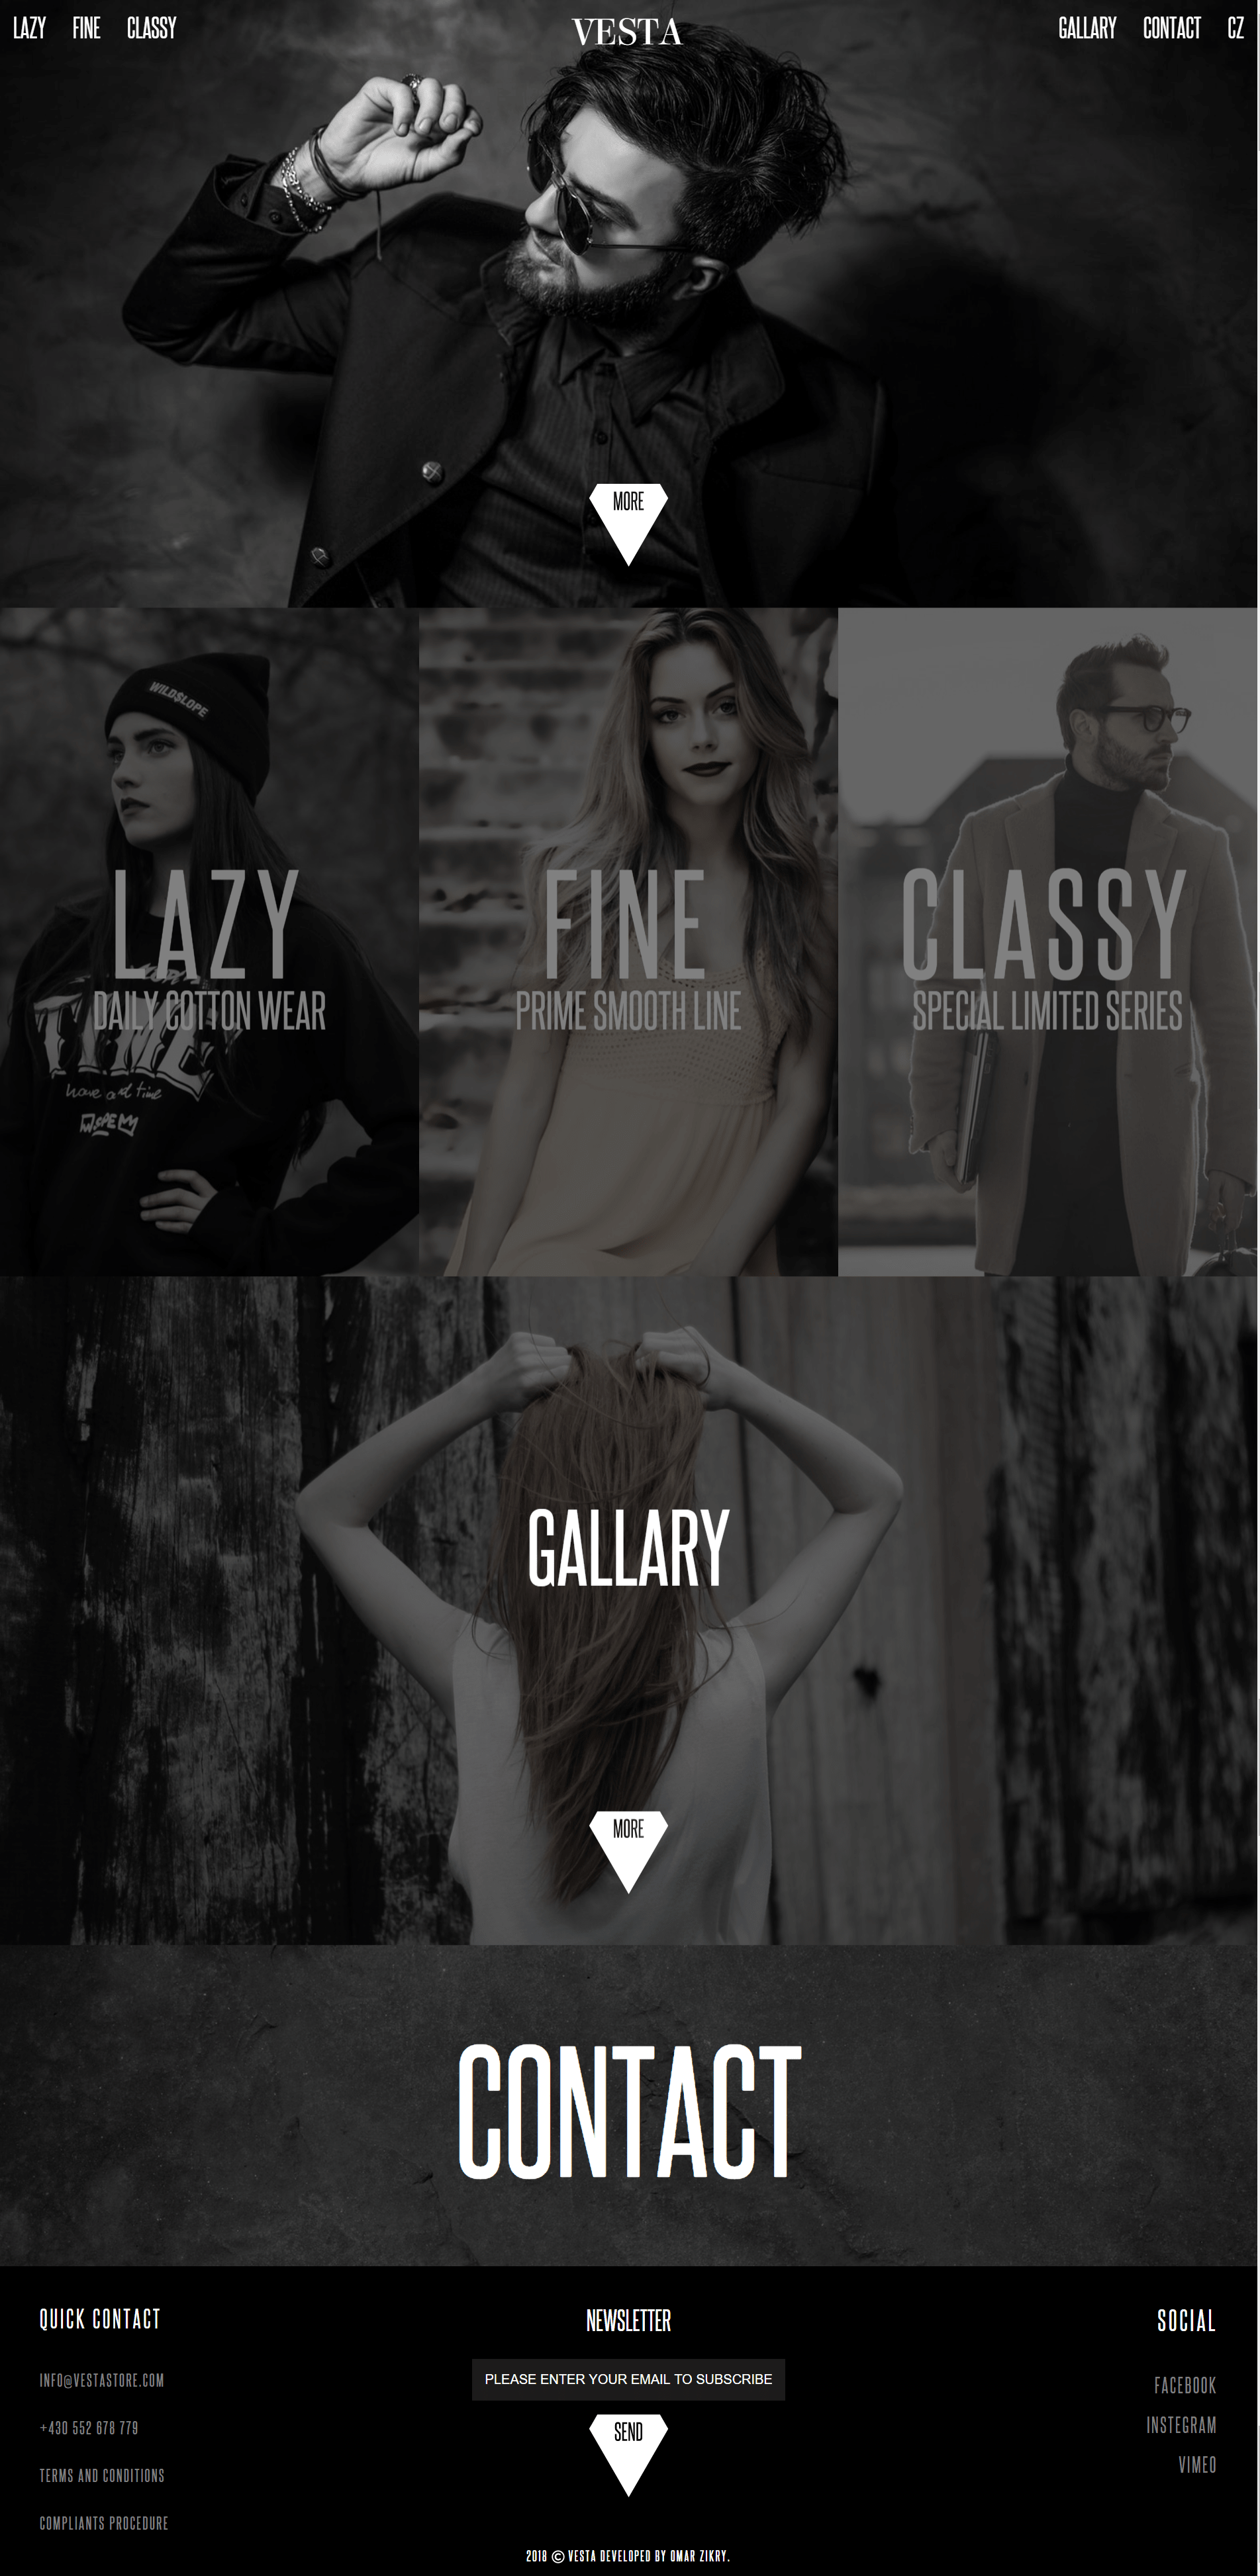 LAZY FINE CLASSY VESTA GALLARY CONTACT CZ
MORE
WILD$LOPE
LAZY
DAILY COTTON WEAR
FINE
PRIME SMOOTH LINE
CLASSY
SPECIAL LIMITED SERIES
TIME
have and time
GALLARY
MORE
CONTACT
QUICK CONTACT
INFO@VESTASTORE.COM
+430 552 678 779
TERMS AND CONDITIONS
COMPLIANTS PROCEDURE
NEWSLETTER
PLEASE ENTER YOUR EMAIL TO SUBSCRIBE
SEND
SOCIAL
FACEBOOK
INSTEGRAM
VIMEO
2018 © VESTA DEVELOPED BY OMAR ZIKRY.